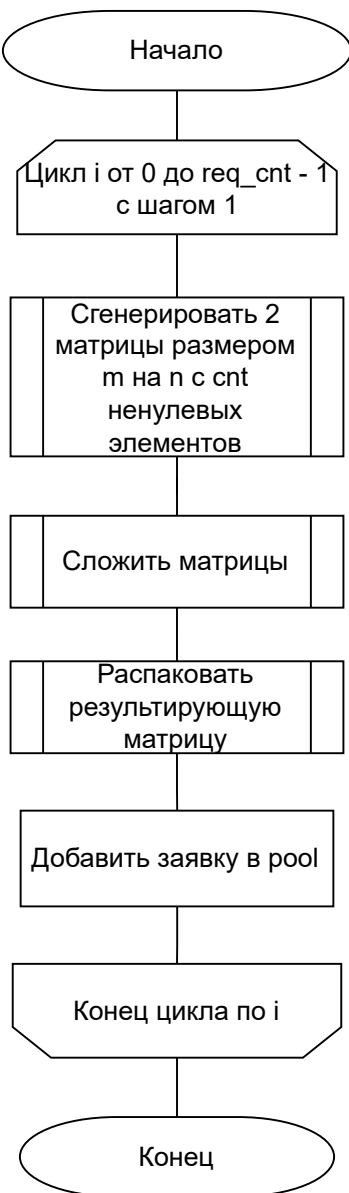 Начало
Цикл i от 0 до req_cnt - 1
с шагом 1
Сгенерировать 2
матрицы размером
m на n с cnt
ненулевых
элементов
Сложить матрицы
Распаковать
результирующую
матрицу
Добавить заявку в pool
Конец цикла по i
Конец